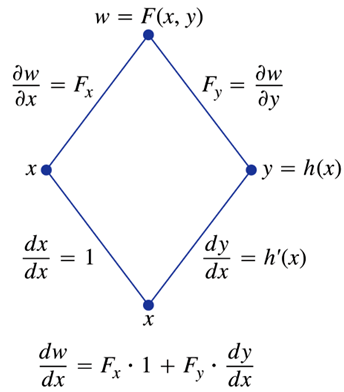 w = F(x, y)
∂w/∂x = F_x
F_y = ∂w/∂y
x
y = h(x)
dx/dx = 1
dy/dx = h'(x)
x
dw/dx = F_x · 1 + F_y · dy/dx